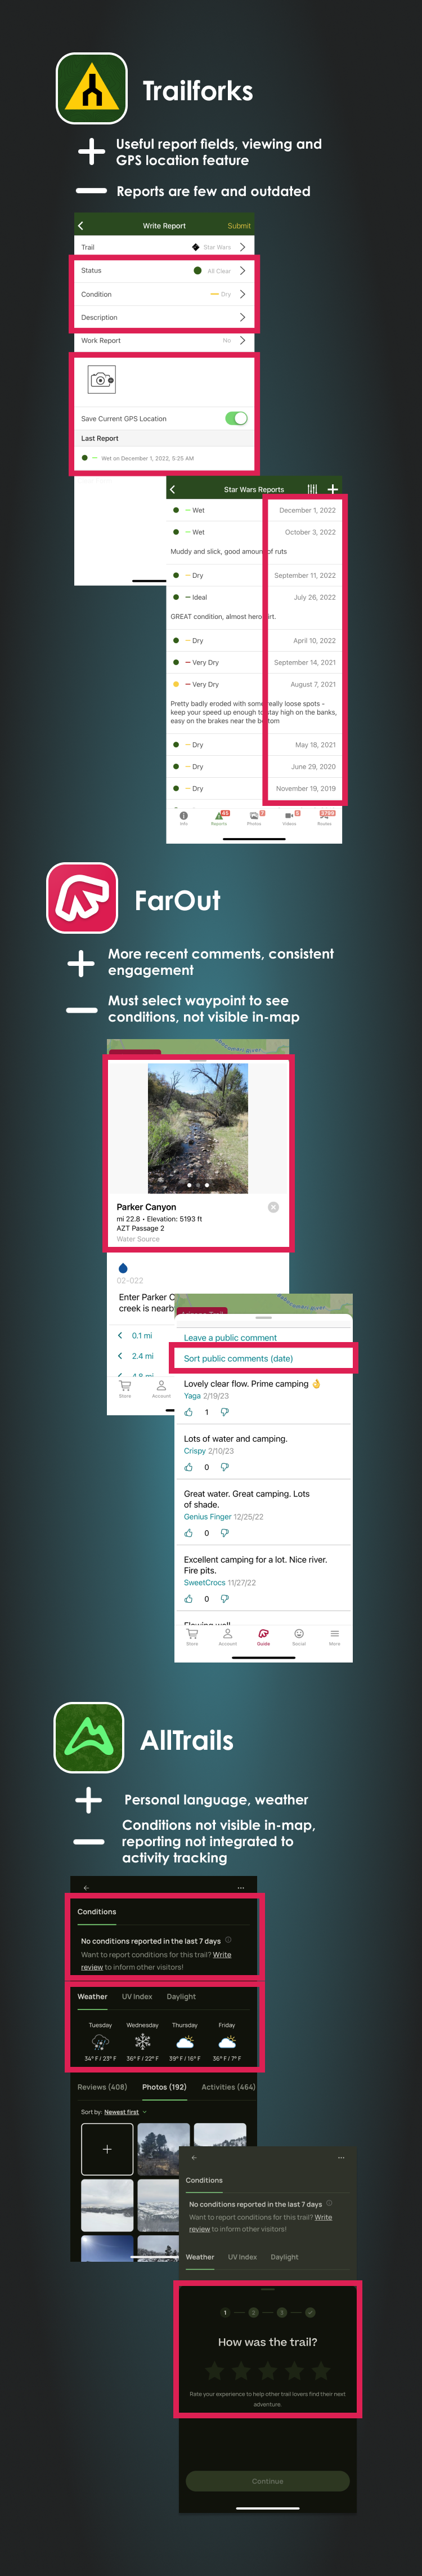 Trailforks
Useful report fields, viewing and
GPS location feature
Reports are few and outdated
Write Report
Submit
Trail
Star Wars
Status
All Clear
Condition
Dry
Description
Work Report
No
Save Current GPS Location
Last Report
Wet on December 1, 2022, 5:25 AM
Star Wars Reports
Wet
December 1, 2022
Wet
October 3, 2022
Muddy and slick, good amount of ruts
Dry
September 11, 2022
Ideal
July 26, 2022
GREAT condition, almost hero dirt.
Dry
April 10, 2022
Very Dry
September 14, 2021
Very Dry
August 7, 2021
Pretty badly eroded with some really loose spots -
keep your speed up enough to stay high on the banks,
easy on the brakes near the bottom
Dry
May 18, 2021
Dry
June 29, 2020
Dry
November 19, 2019
Info
45
Reports
7
Photos
5
Videos
Routes
FarOut
More recent comments, consistent
engagement
Must select waypoint to see
conditions, not visible in-map
Parker Canyon
mi 22.8 • Elevation: 5193 ft
AZT Passage 2
Water Source
02-022
Enter Parker C
creek is nearb
0.1 mi
2.4 mi
4.8 mi
Store
Account
Leave a public comment
Sort public comments (date)
Lovely clear flow. Prime camping 👌
Yaga 2/19/23
1
Lots of water and camping.
Crispy 2/10/23
0
Great water. Great camping. Lots
of shade.
Genius Finger 12/25/22
0
Excellent camping for a lot. Nice river.
Fire pits.
SweetCrocs 11/27/22
0
Flowing well
Store
Account
Guide
Social
More
AllTrails
Personal language, weather
Conditions not visible in-map,
reporting not integrated to
activity tracking
Conditions
No conditions reported in the last 7 days
Want to report conditions for this trail? Write
review to inform other visitors!
Weather
UV Index
Daylight
Tuesday
Wednesday
Thursday
Friday
34° F / 23° F
36° F / 22° F
39° F / 16° F
36° F / 7° F
Reviews (408)
Photos (192)
Activities (464)
Sort by: Newest first
Conditions
No conditions reported in the last 7 days
Want to report conditions for this trail? Write
review to inform other visitors!
Weather
UV Index
Daylight
1
2
3
How was the trail?
Rate your experience to help other trail lovers find their next
adventure.
Continue